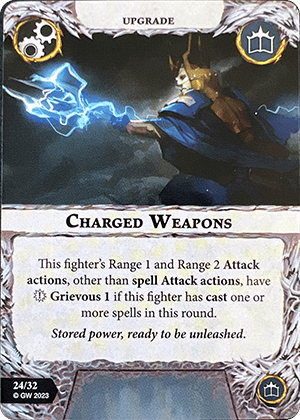 UPGRADE
CHARGED WEAPONS
This fighter's Range 1 and Range 2 Attack
actions, other than spell Attack actions, have
Grievous 1 if this fighter has cast one or
more spells in this round.
Stored power, ready to be unleashed.
24/32
© GW 2023